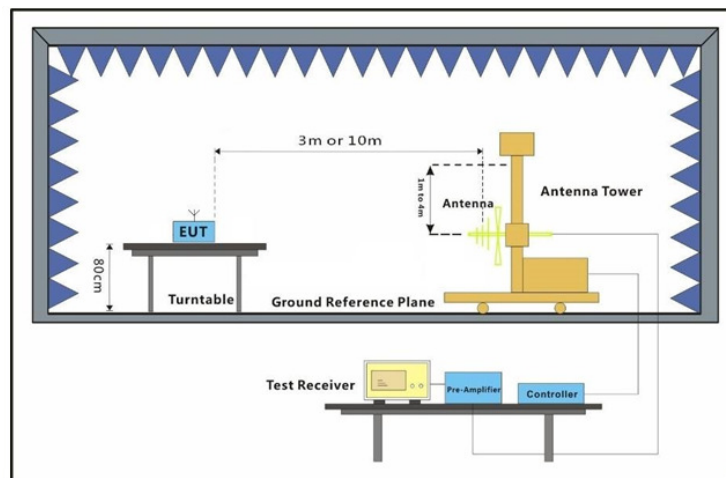 3m or 10m
1m to 4m
Antenna
Antenna Tower
EUT
80cm
Turntable
Ground Reference Plane
Test Receiver
Pre-Amplifier
Controller